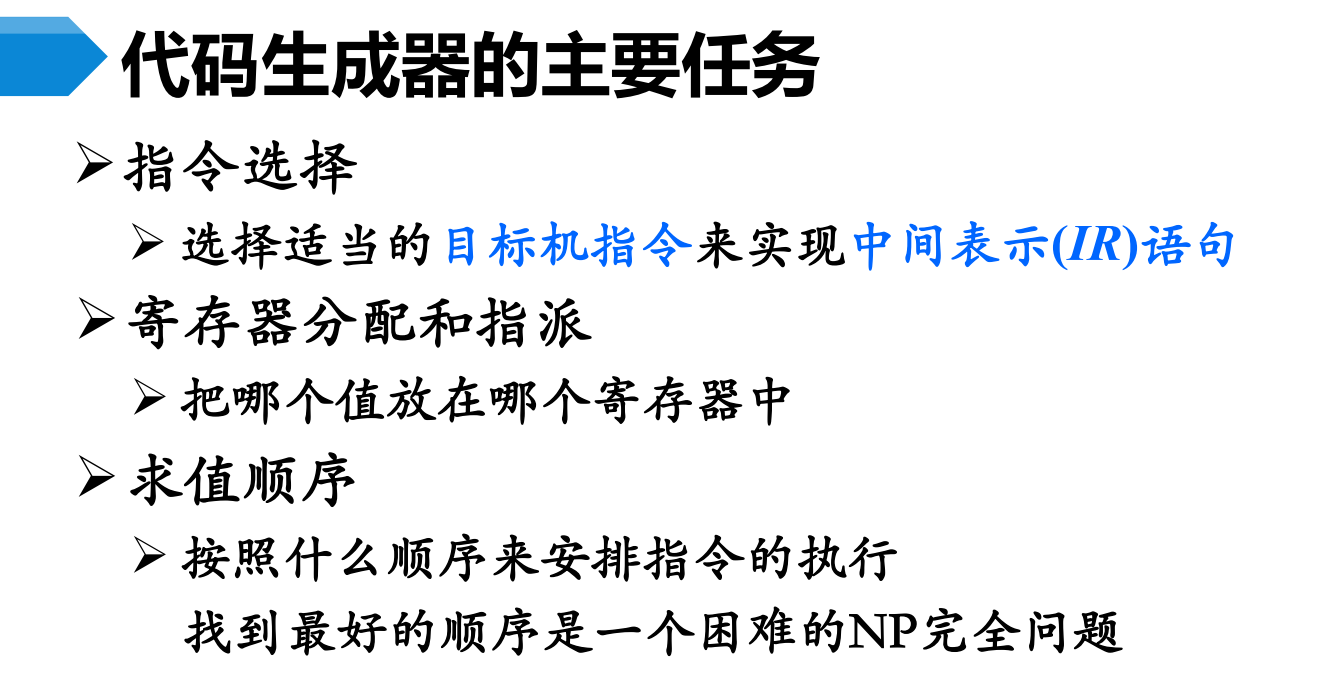 代码生成器的主要任务
指令选择
选择适当的目标机指令来实现中间表示(IR)语句
寄存器分配和指派
把哪个值放在哪个寄存器中
求值顺序
按照什么顺序来安排指令的执行
找到最好的顺序是一个困难的NP完全问题